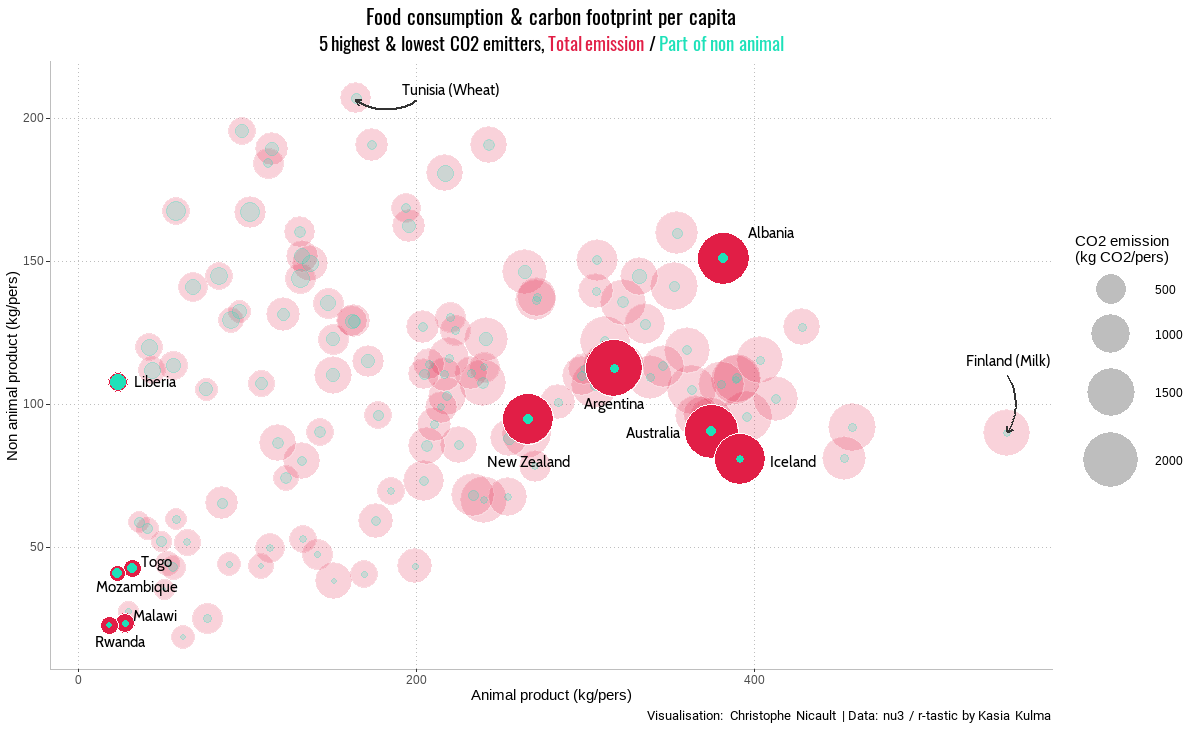 Food consumption & carbon footprint per capita
5 highest & lowest CO2 emitters, Total emission / Part of non animal
Tunisia (Wheat)
200
Albania
CO2 emission
(kg CO2/pers)
150
500
1000
Finland (Milk)
Liberia
1500
100
Argentina
Australia
New Zealand
Iceland
2000
50
Togo
Mozambique
Malawi
Rwanda
Non animal product (kg/pers)
0
200
400
Animal product (kg/pers)
Visualisation: Christophe Nicault | Data: nu3 / r-tastic by Kasia Kulma